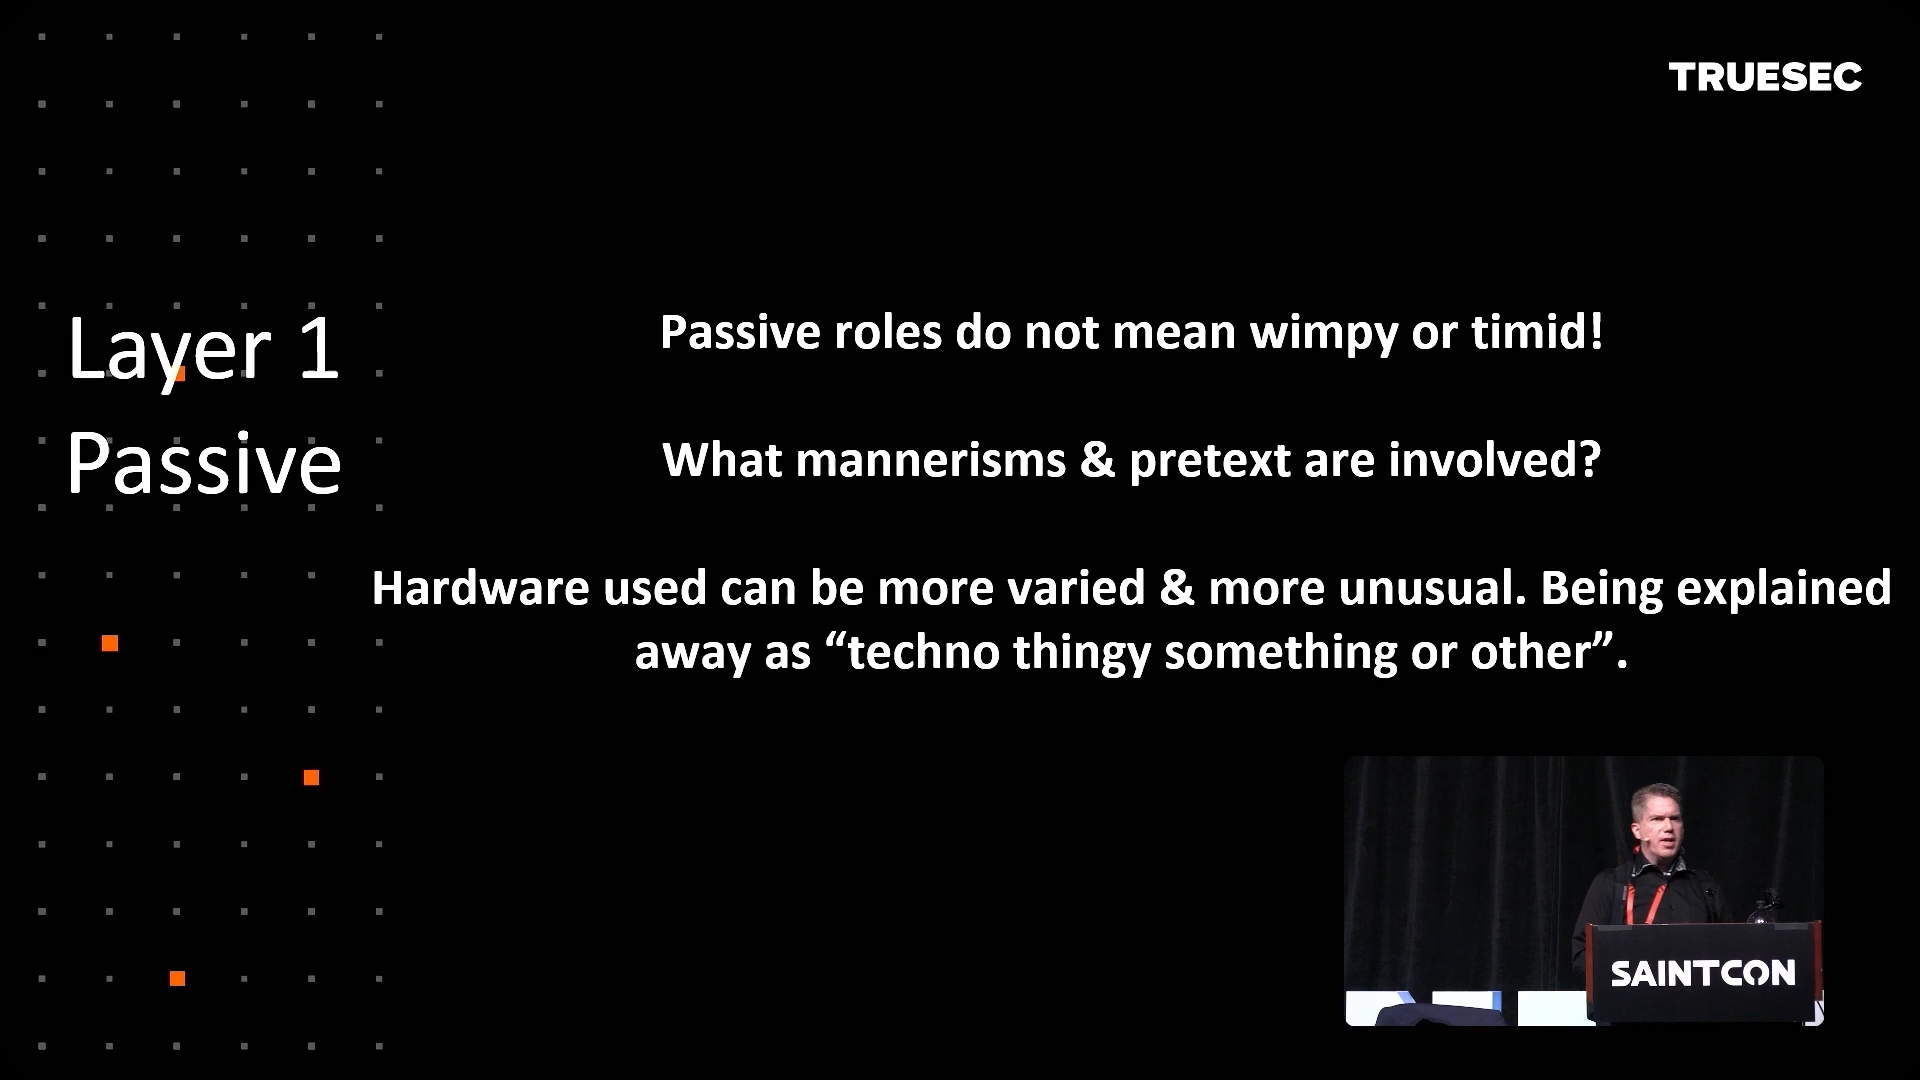 TRUESEC
Layer 1
Passive
Passive roles do not mean wimpy or timid!
What mannerisms & pretext are involved?
Hardware used can be more varied & more unusual. Being explained
away as “techno thingy something or other”.
SAINTCON